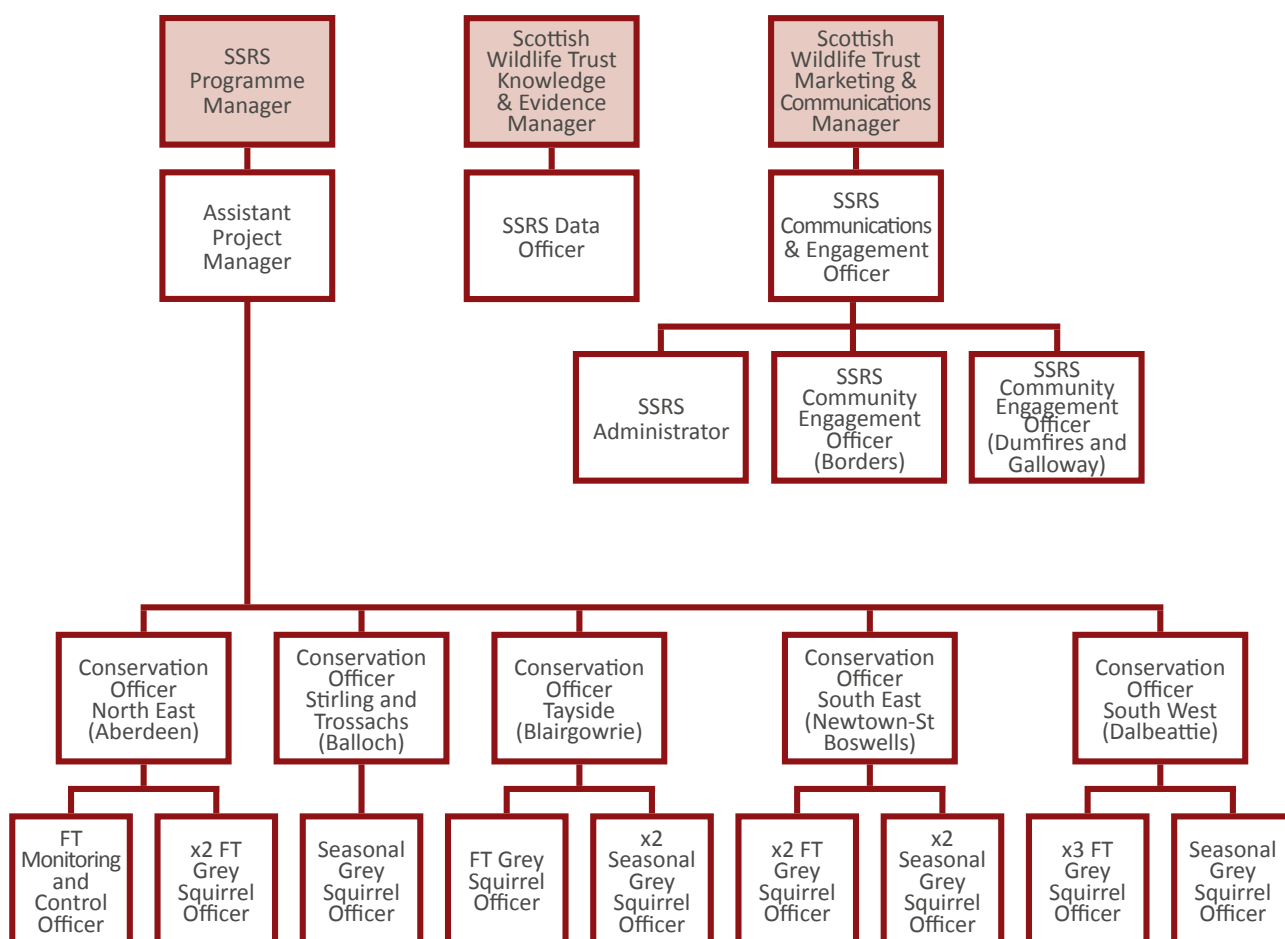 SSRS
Programme
Manager
Scottish
Wildlife Trust
Knowledge
& Evidence
Manager
Scottish
Wildlife Trust
Marketing &
Communications
Manager
Assistant
Project
Manager
SSRS Data
Officer
SSRS
Communications
& Engagement
Officer
SSRS
Administrator
SSRS
Community
Engagement
Officer
(Borders)
SSRS
Community
Engagement
Officer
(Dumfires and
Galloway)
Conservation
Officer
North East
(Aberdeen)
Conservation
Officer
Stirling and
Trossachs
(Balloch)
Conservation
Officer
Tayside
(Blairgowrie)
Conservation
Officer
South East
(Newtown-St
Boswells)
Conservation
Officer
South West
(Dalbeattie)
FT
Monitoring
and
Control
Officer
x2 FT
Grey
Squirrel
Officer
Seasonal
Grey
Squirrel
Officer
FT Grey
Squirrel
Officer
x2
Seasonal
Grey
Squirrel
Officer
x2 FT
Grey
Squirrel
Officer
x2
Seasonal
Grey
Squirrel
Officer
x3 FT
Grey
Squirrel
Officer
Seasonal
Grey
Squirrel
Officer